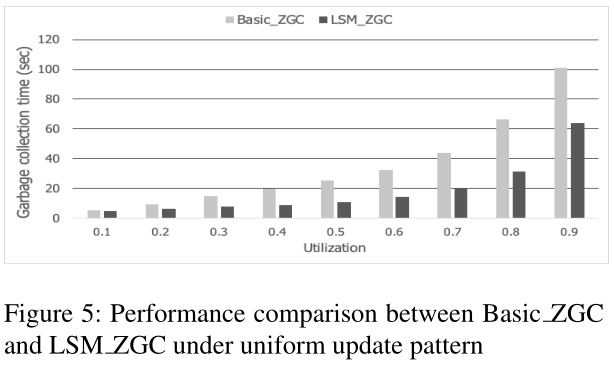 Basic_ZGC LSM_ZGC
120
100
80
60
40
20
0
Garbage collection time (sec)
0.1 0.2 0.3 0.4 0.5 0.6 0.7 0.8 0.9
Utilization
Figure 5: Performance comparison between Basic_ZGC
and LSM_ZGC under uniform update pattern